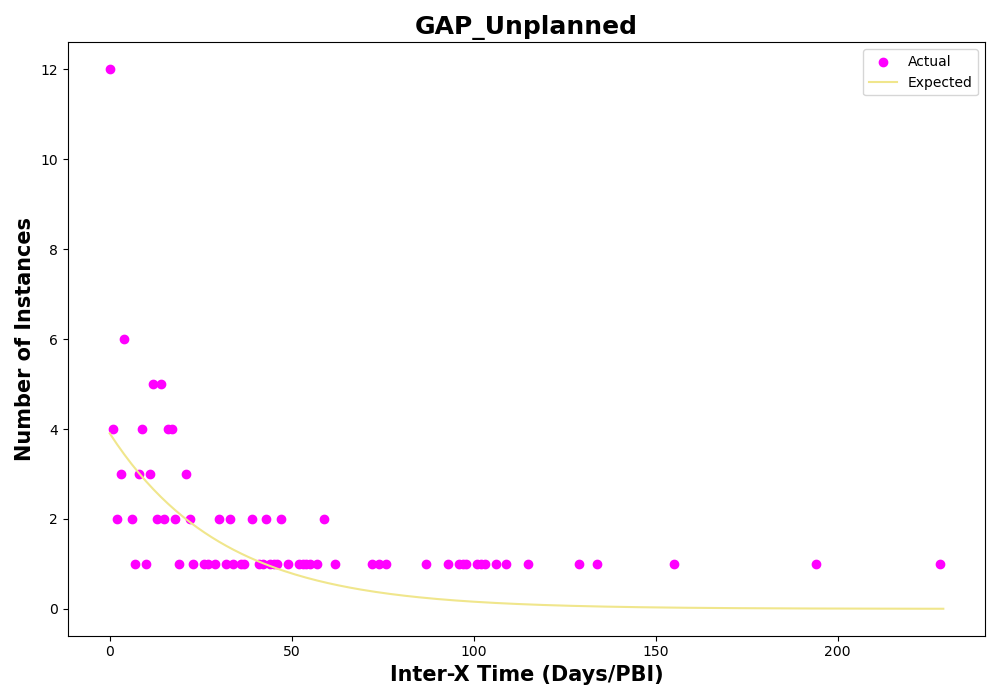 GAP_Unplanned
Actual
Expected
Number of Instances
12
10
8
6
4
2
0
0 50 100 150 200
Inter-X Time (Days/PBI)